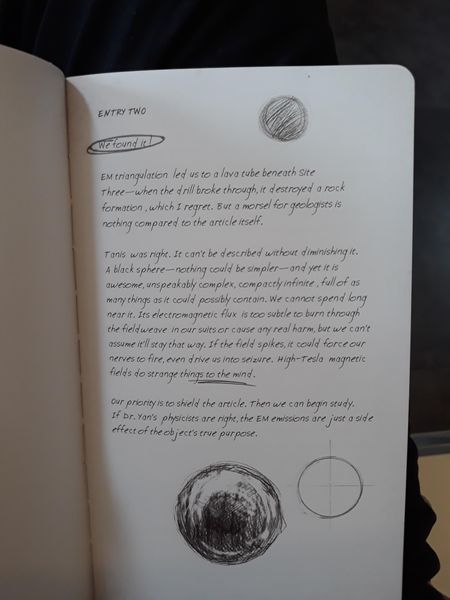 ENTRY TWO
We found it!
EM triangulation led us to a lava tube beneath Site
Three—when the drill broke through, it destroyed a rock
formation, which I regret. But a morsel for geologists is
nothing compared to the article itself.
Tanis was right. It can't be described without diminishing it.
A black sphere—nothing could be simpler—and yet it is
awesome, unspeakably complex, compactly infinite, full of as
many things as it could possibly contain. We cannot spend long
near it. Its electromagnetic flux is too subtle to burn through
the fieldweave in our suits or cause any real harm, but we can't
assume it'll stay that way. If the field spikes, it could force our
nerves to fire, even drive us into seizure. High-Tesla magnetic
fields do strange things to the mind.
Our priority is to shield the article. Then we can begin study.
If Dr. Yan's physicists are right, the EM emissions are just a side
effect of the object's true purpose.